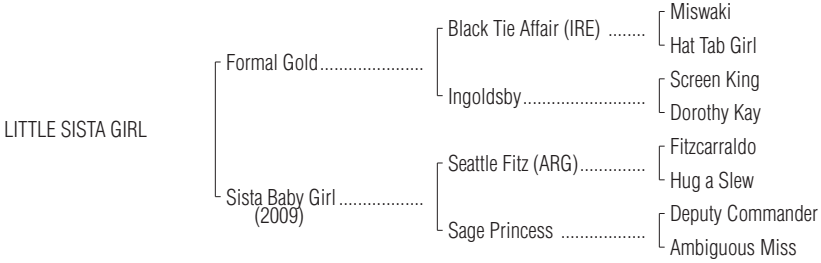 Miswaki
Black Tie Affair (IRE) ........
Hat Tab Girl
Formal Gold......................
Screen King
Ingoldsby..........................
Dorothy Kay
LITTLE SISTA GIRL
Fitzcarraldo
Seattle Fitz (ARG)..............
Hug a Slew
Sista Baby Girl ..................
(2009)
Deputy Commander
Sage Princess ..................
Ambiguous Miss